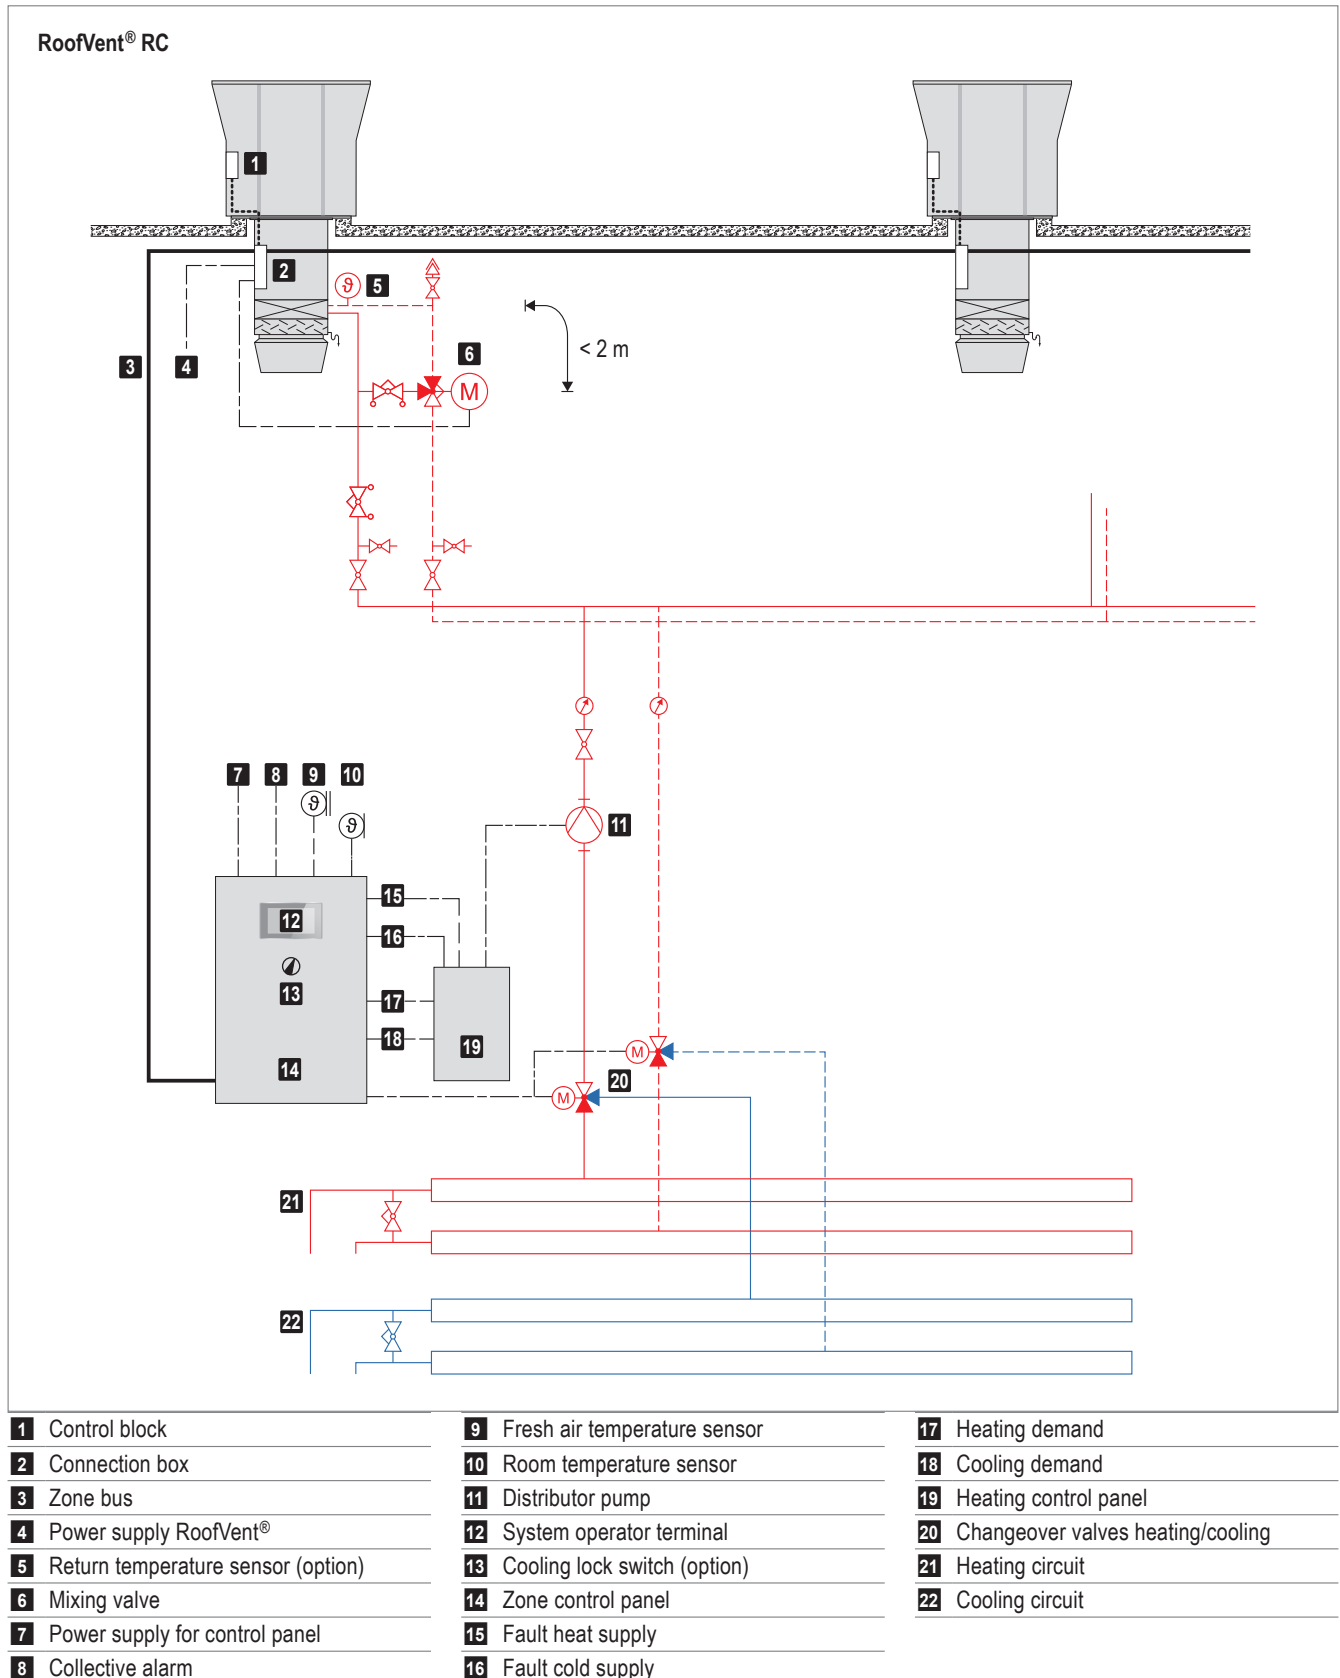 RoofVent® RC
1
2
5
3
4
6
M
< 2 m
7
8
9
10
ϑ
ϑ
ϑ
11
12
13
14
15
16
17
18
19
M
M
20
21
22
1 Control block
2 Connection box
3 Zone bus
4 Power supply RoofVent®
5 Return temperature sensor (option)
6 Mixing valve
7 Power supply for control panel
8 Collective alarm
9 Fresh air temperature sensor
10 Room temperature sensor
11 Distributor pump
12 System operator terminal
13 Cooling lock switch (option)
14 Zone control panel
15 Fault heat supply
16 Fault cold supply
17 Heating demand
18 Cooling demand
19 Heating control panel
20 Changeover valves heating/cooling
21 Heating circuit
22 Cooling circuit